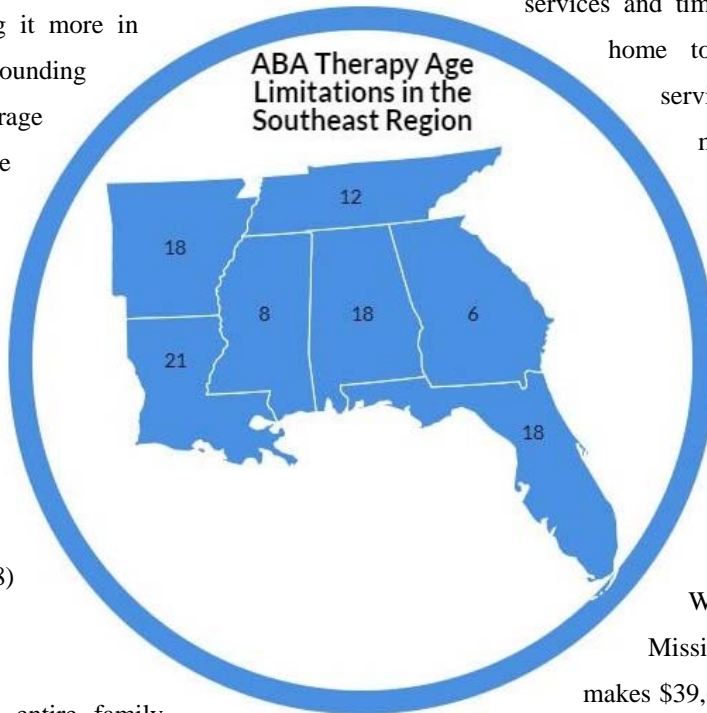 g it more in
ounding
rage
e
services and tim
home to
servi
ABA Therapy Age
Limitations in the
Southeast Region
12
18
8
18
6
21
18
8)
W
Missi
makes $39,
entire family